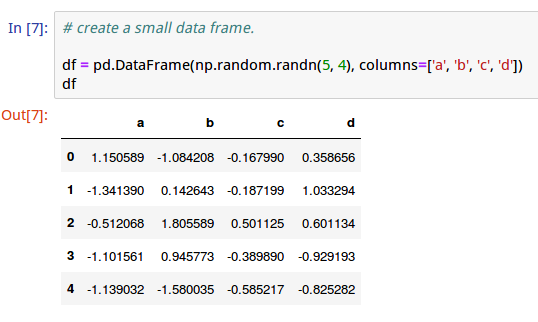 In [7]: # create a small data frame.
df = pd.DataFrame(np.random.randn(5, 4), columns=['a', 'b', 'c', 'd'])
df
Out[7]:
a b c d
0 1.150589 -1.084208 -0.167990 0.358656
1 -1.341390 0.142643 -0.187199 1.033294
2 -0.512068 1.805589 0.501125 0.601134
3 -1.101561 0.945773 -0.389890 -0.929193
4 -1.139032 -1.580035 -0.585217 -0.825282